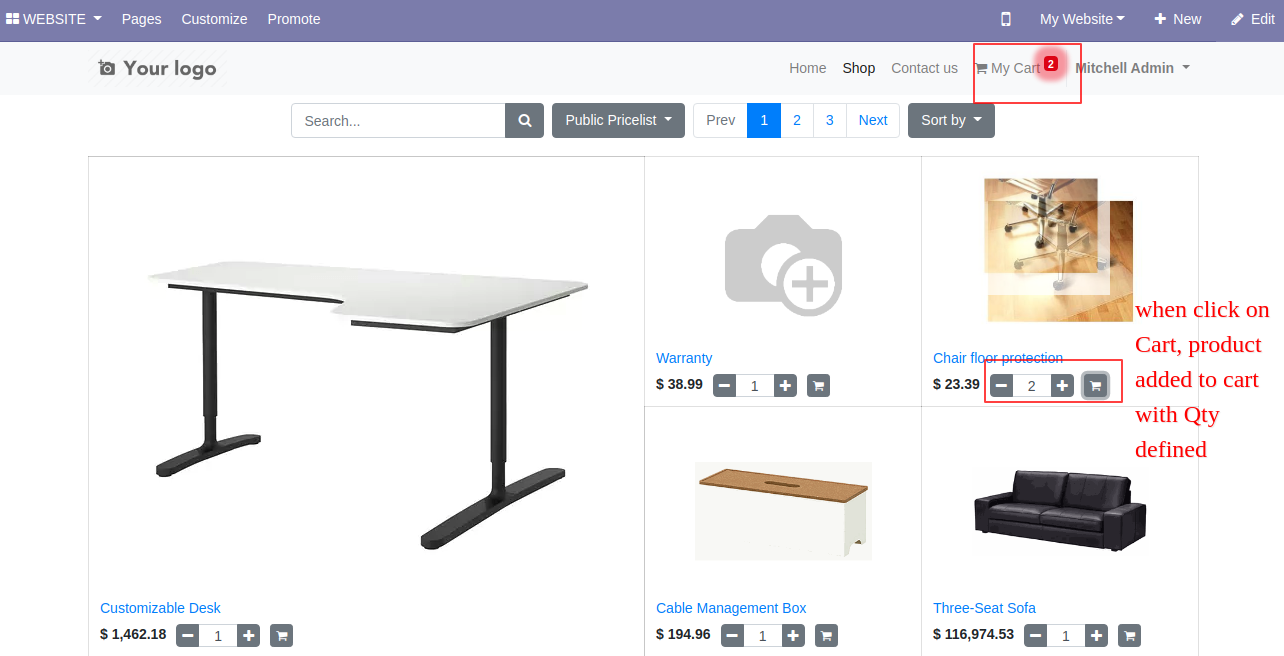 WEBSITE Pages Customize Promote My Website New Edit
Your logo Home Shop Contact us My Cart 2 Mitchell Admin
Search... Public Pricelist Prev 1 2 3 Next Sort by
when click on
Cart, product
added to cart
with Qty
defined
Warranty
$ 38.99 1
Chair floor protection
$ 23.39 2
Customizable Desk
$ 1,462.18 1
Cable Management Box
$ 194.96 1
Three-Seat Sofa
$ 116,974.53 1